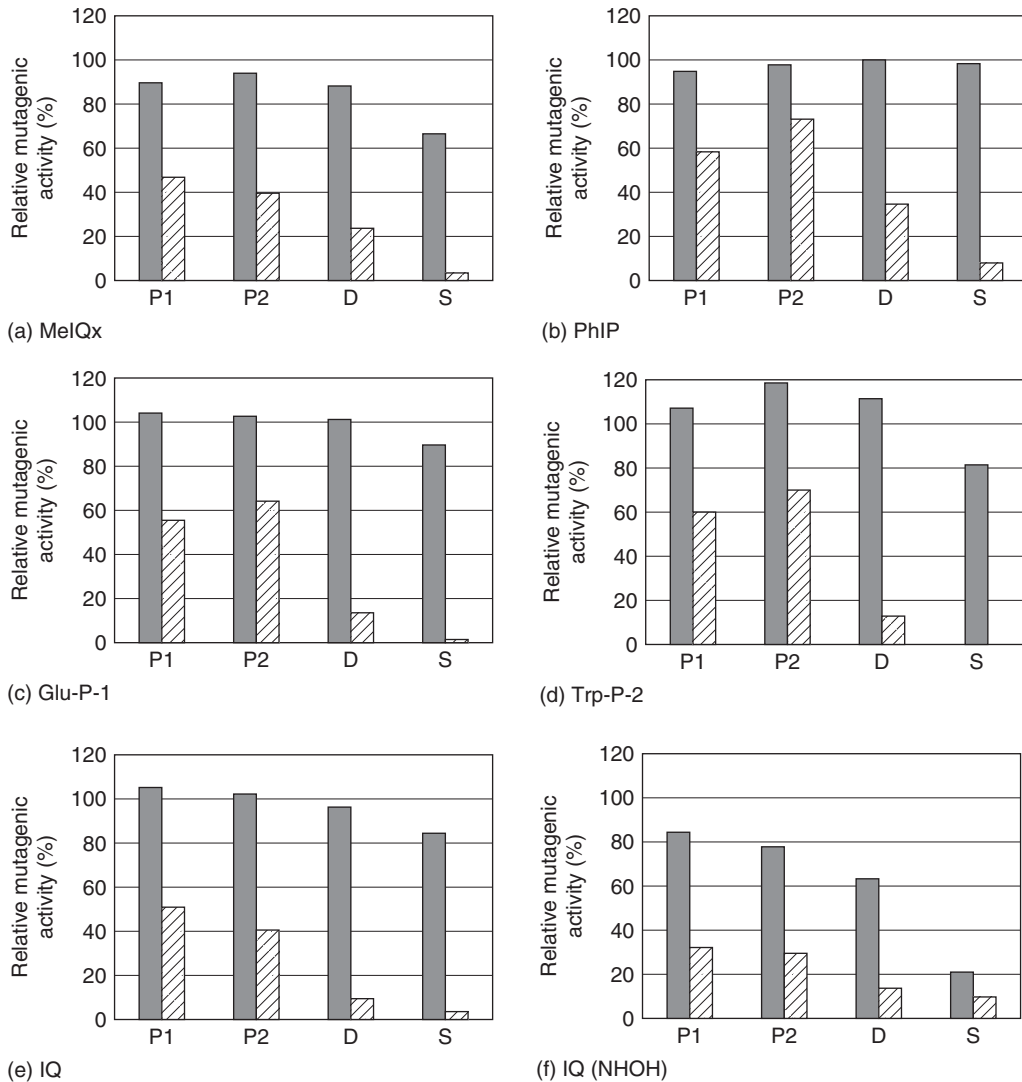 Relative mutagenic
activity (%)
120
100
80
60
40
20
0
P1 P2 D S
(a) MeIQx
Relative mutagenic
activity (%)
120
100
80
60
40
20
0
P1 P2 D S
(b) PhIP
Relative mutagenic
activity (%)
120
100
80
60
40
20
0
P1 P2 D S
(c) Glu-P-1
Relative mutagenic
activity (%)
120
100
80
60
40
20
0
P1 P2 D S
(d) Trp-P-2
Relative mutagenic
activity (%)
120
100
80
60
40
20
0
P1 P2 D S
(e) IQ
Relative mutagenic
activity (%)
120
100
80
60
40
20
0
P1 P2 D S
(f) IQ (NHOH)